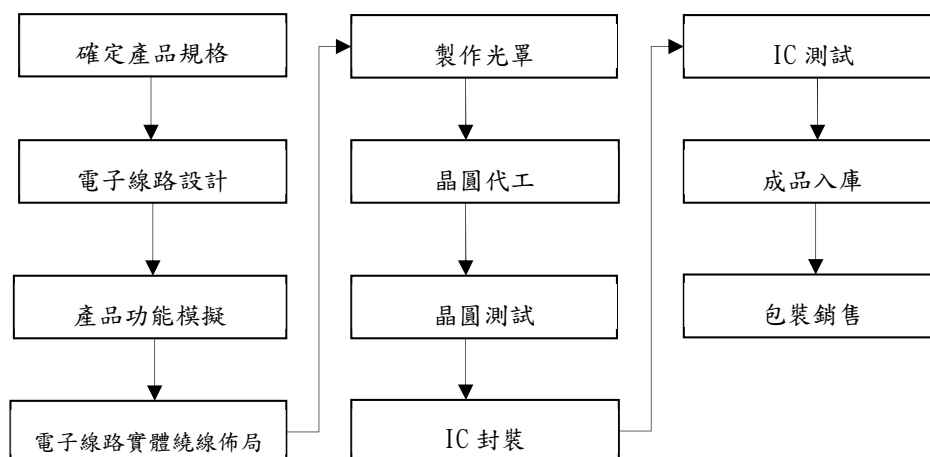 確定產品規格
電子線路設計
產品功能模擬
電子線路實體繞線佈局
製作光罩
晶圓代工
晶圓測試
IC 封裝
IC 測試
成品入庫
包裝銷售